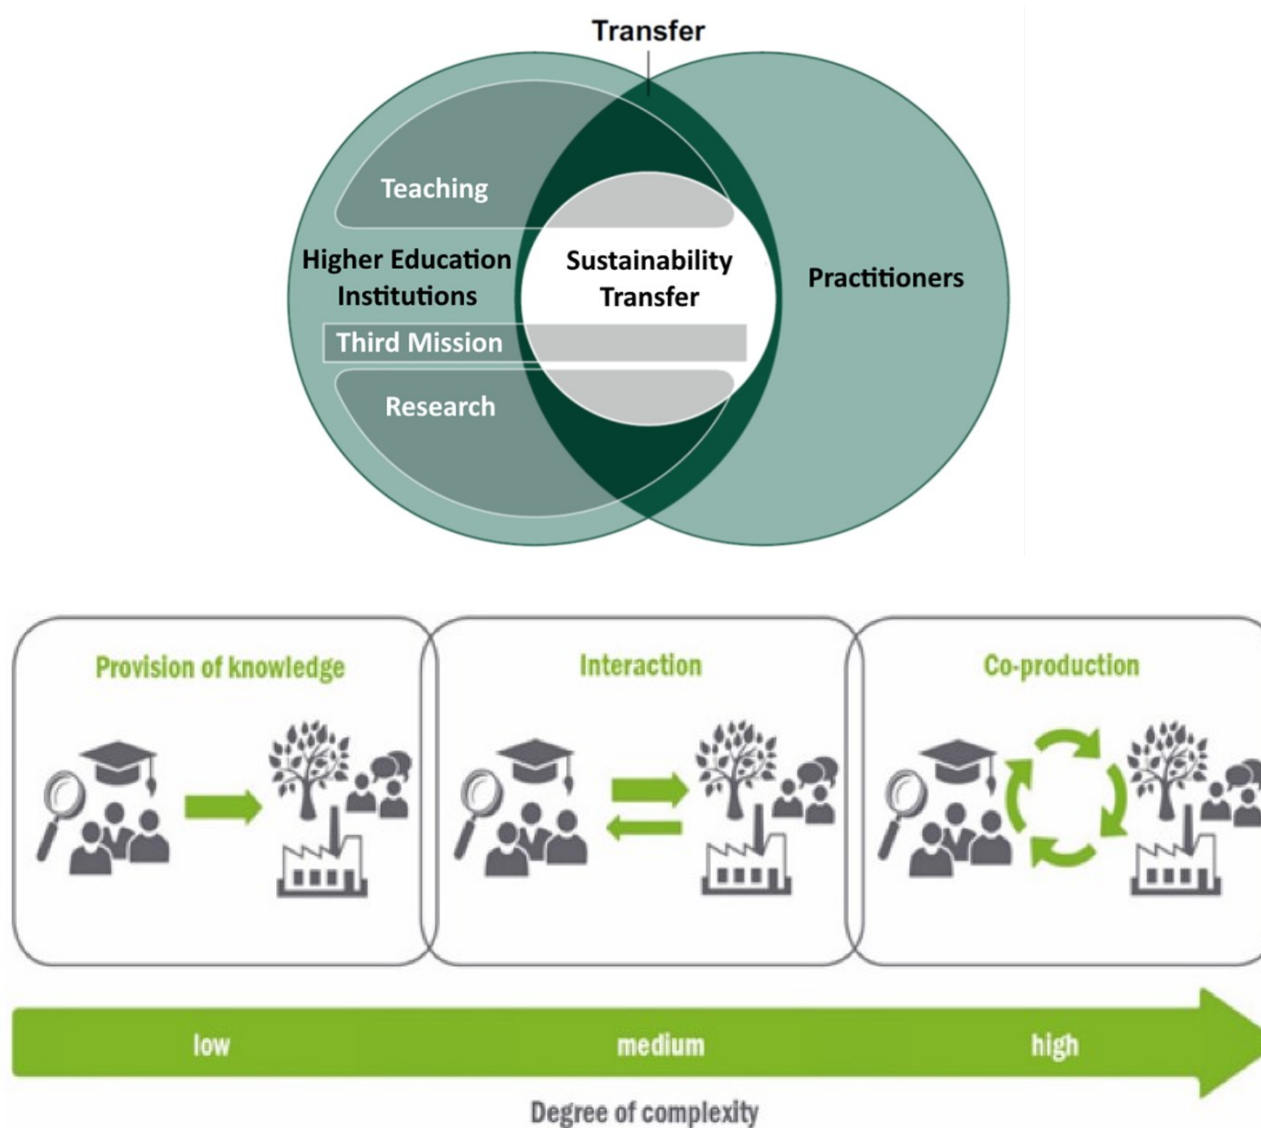 Transfer
Teaching
Higher Education
Institutions
Sustainability
Transfer
Practitioners
Third Mission
Research
Provision of knowledge
Interaction
Co-production
low
medium
high
Degree of complexity